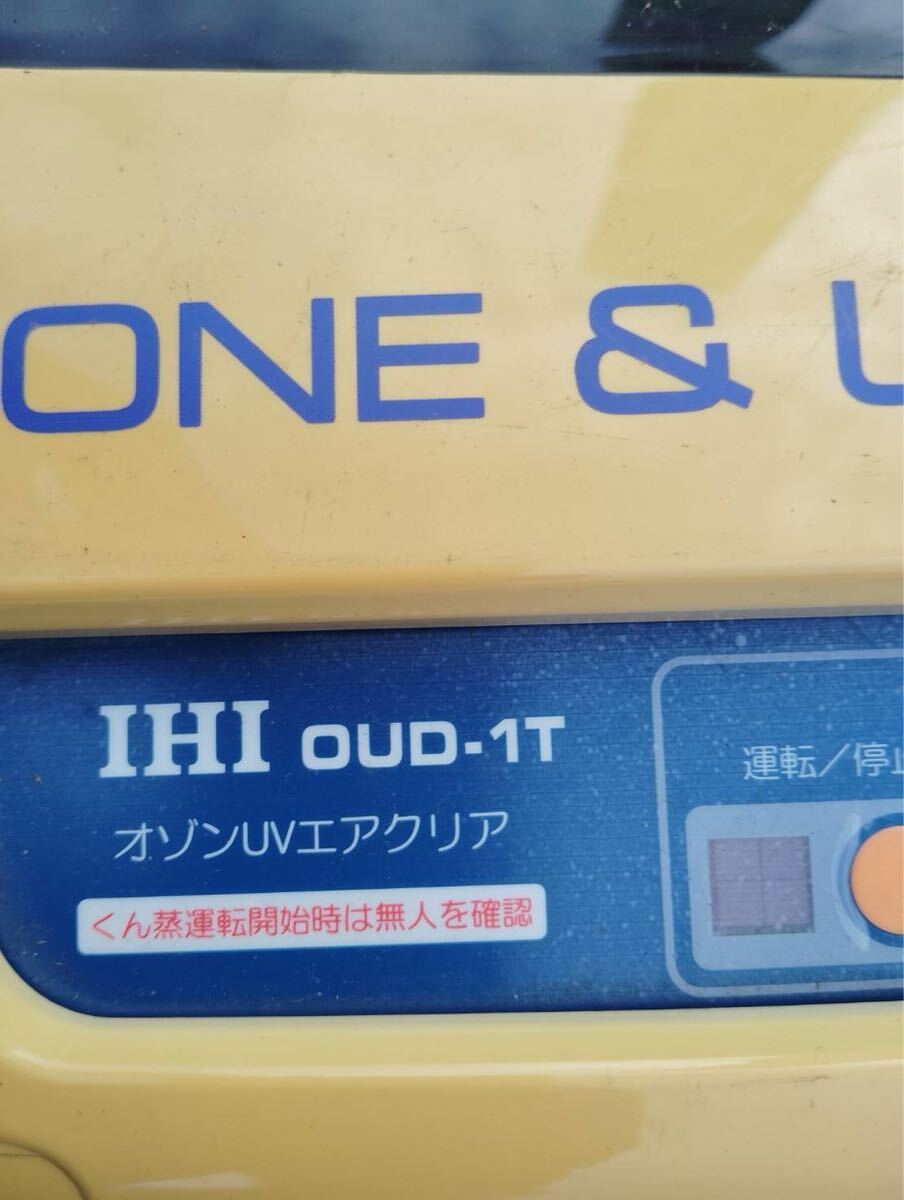 ONE & U
IHI OUD-1T
運転／停止
オゾンUVエアクリア
くん蒸運転開始時は無人を確認